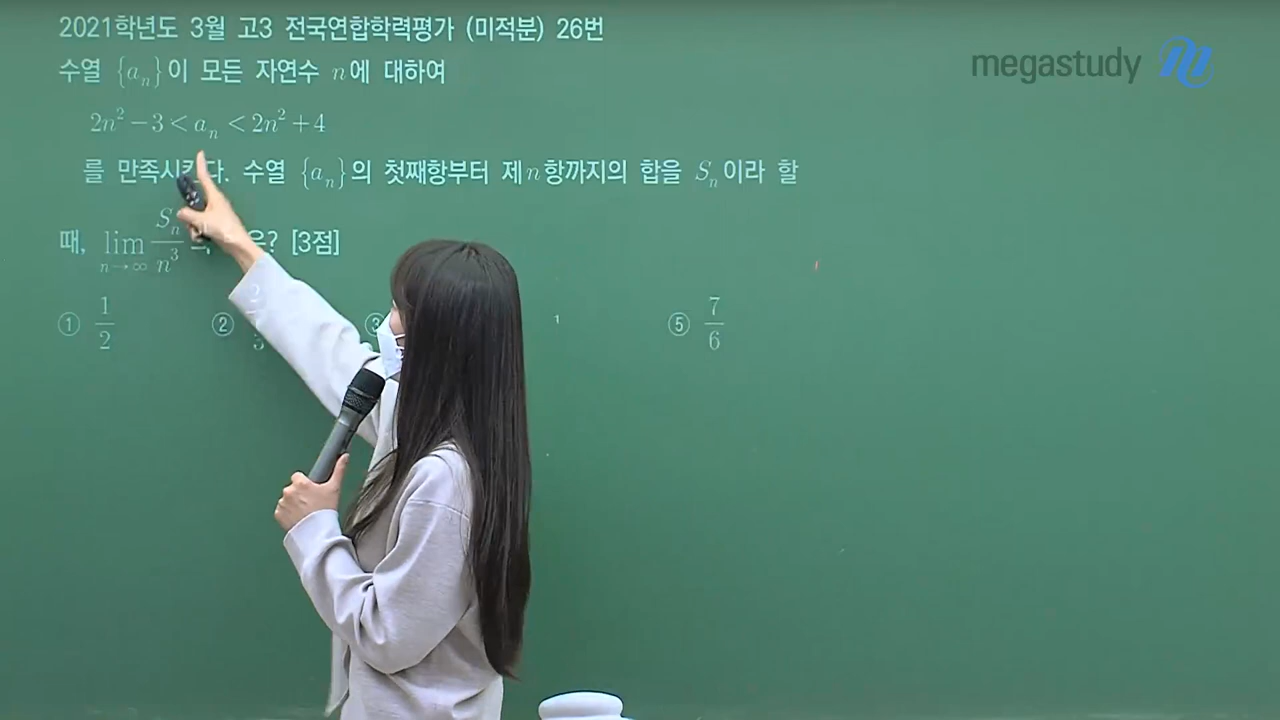 2021학년도 3월 고3 전국연합학력평가 (미적분) 26번
megastudy
수열 {aₙ}이 모든 자연수 n에 대하여
2n² − 3 < aₙ < 2n² + 4
를 만족시킨다. 수열 {aₙ}의 첫째항부터 제n항까지의 합을 Sₙ이라 할
때, lim n→∞ Sₙ/n³ 은? [3점]
① 1/2 ② ③ ⑤ 7/6